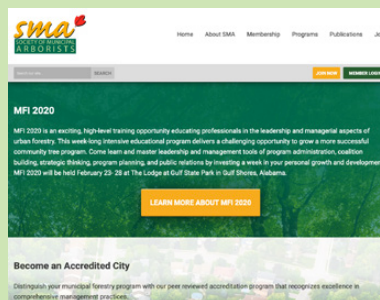 sma
SOCIETY OF MUNICIPAL
ARBORISTS
Home About SMA Membership Programs Publications
SEARCH
JOIN NOW
MEMBER LOGIN
MFI 2020
MFI 2020 is an exciting, high-level training opportunity educating professionals in the leadership and managerial aspects of
urban forestry. This week-long intensive educational program delivers a challenging opportunity to grow a more successful
community tree program. Come learn and master leadership and management tools of program administration, coalition
building, strategic thinking, program planning, and public relations by investing a week in your personal growth and developmen
MFI 2020 will be held February 23- 28 at The Lodge at Gulf State Park in Gulf Shores, Alabama.
LEARN MORE ABOUT MFI 2020
Become an Accredited City
Distinguish your municipal forestry program with our peer reviewed accreditation program that recognizes excellence in
comprehensive management practices.